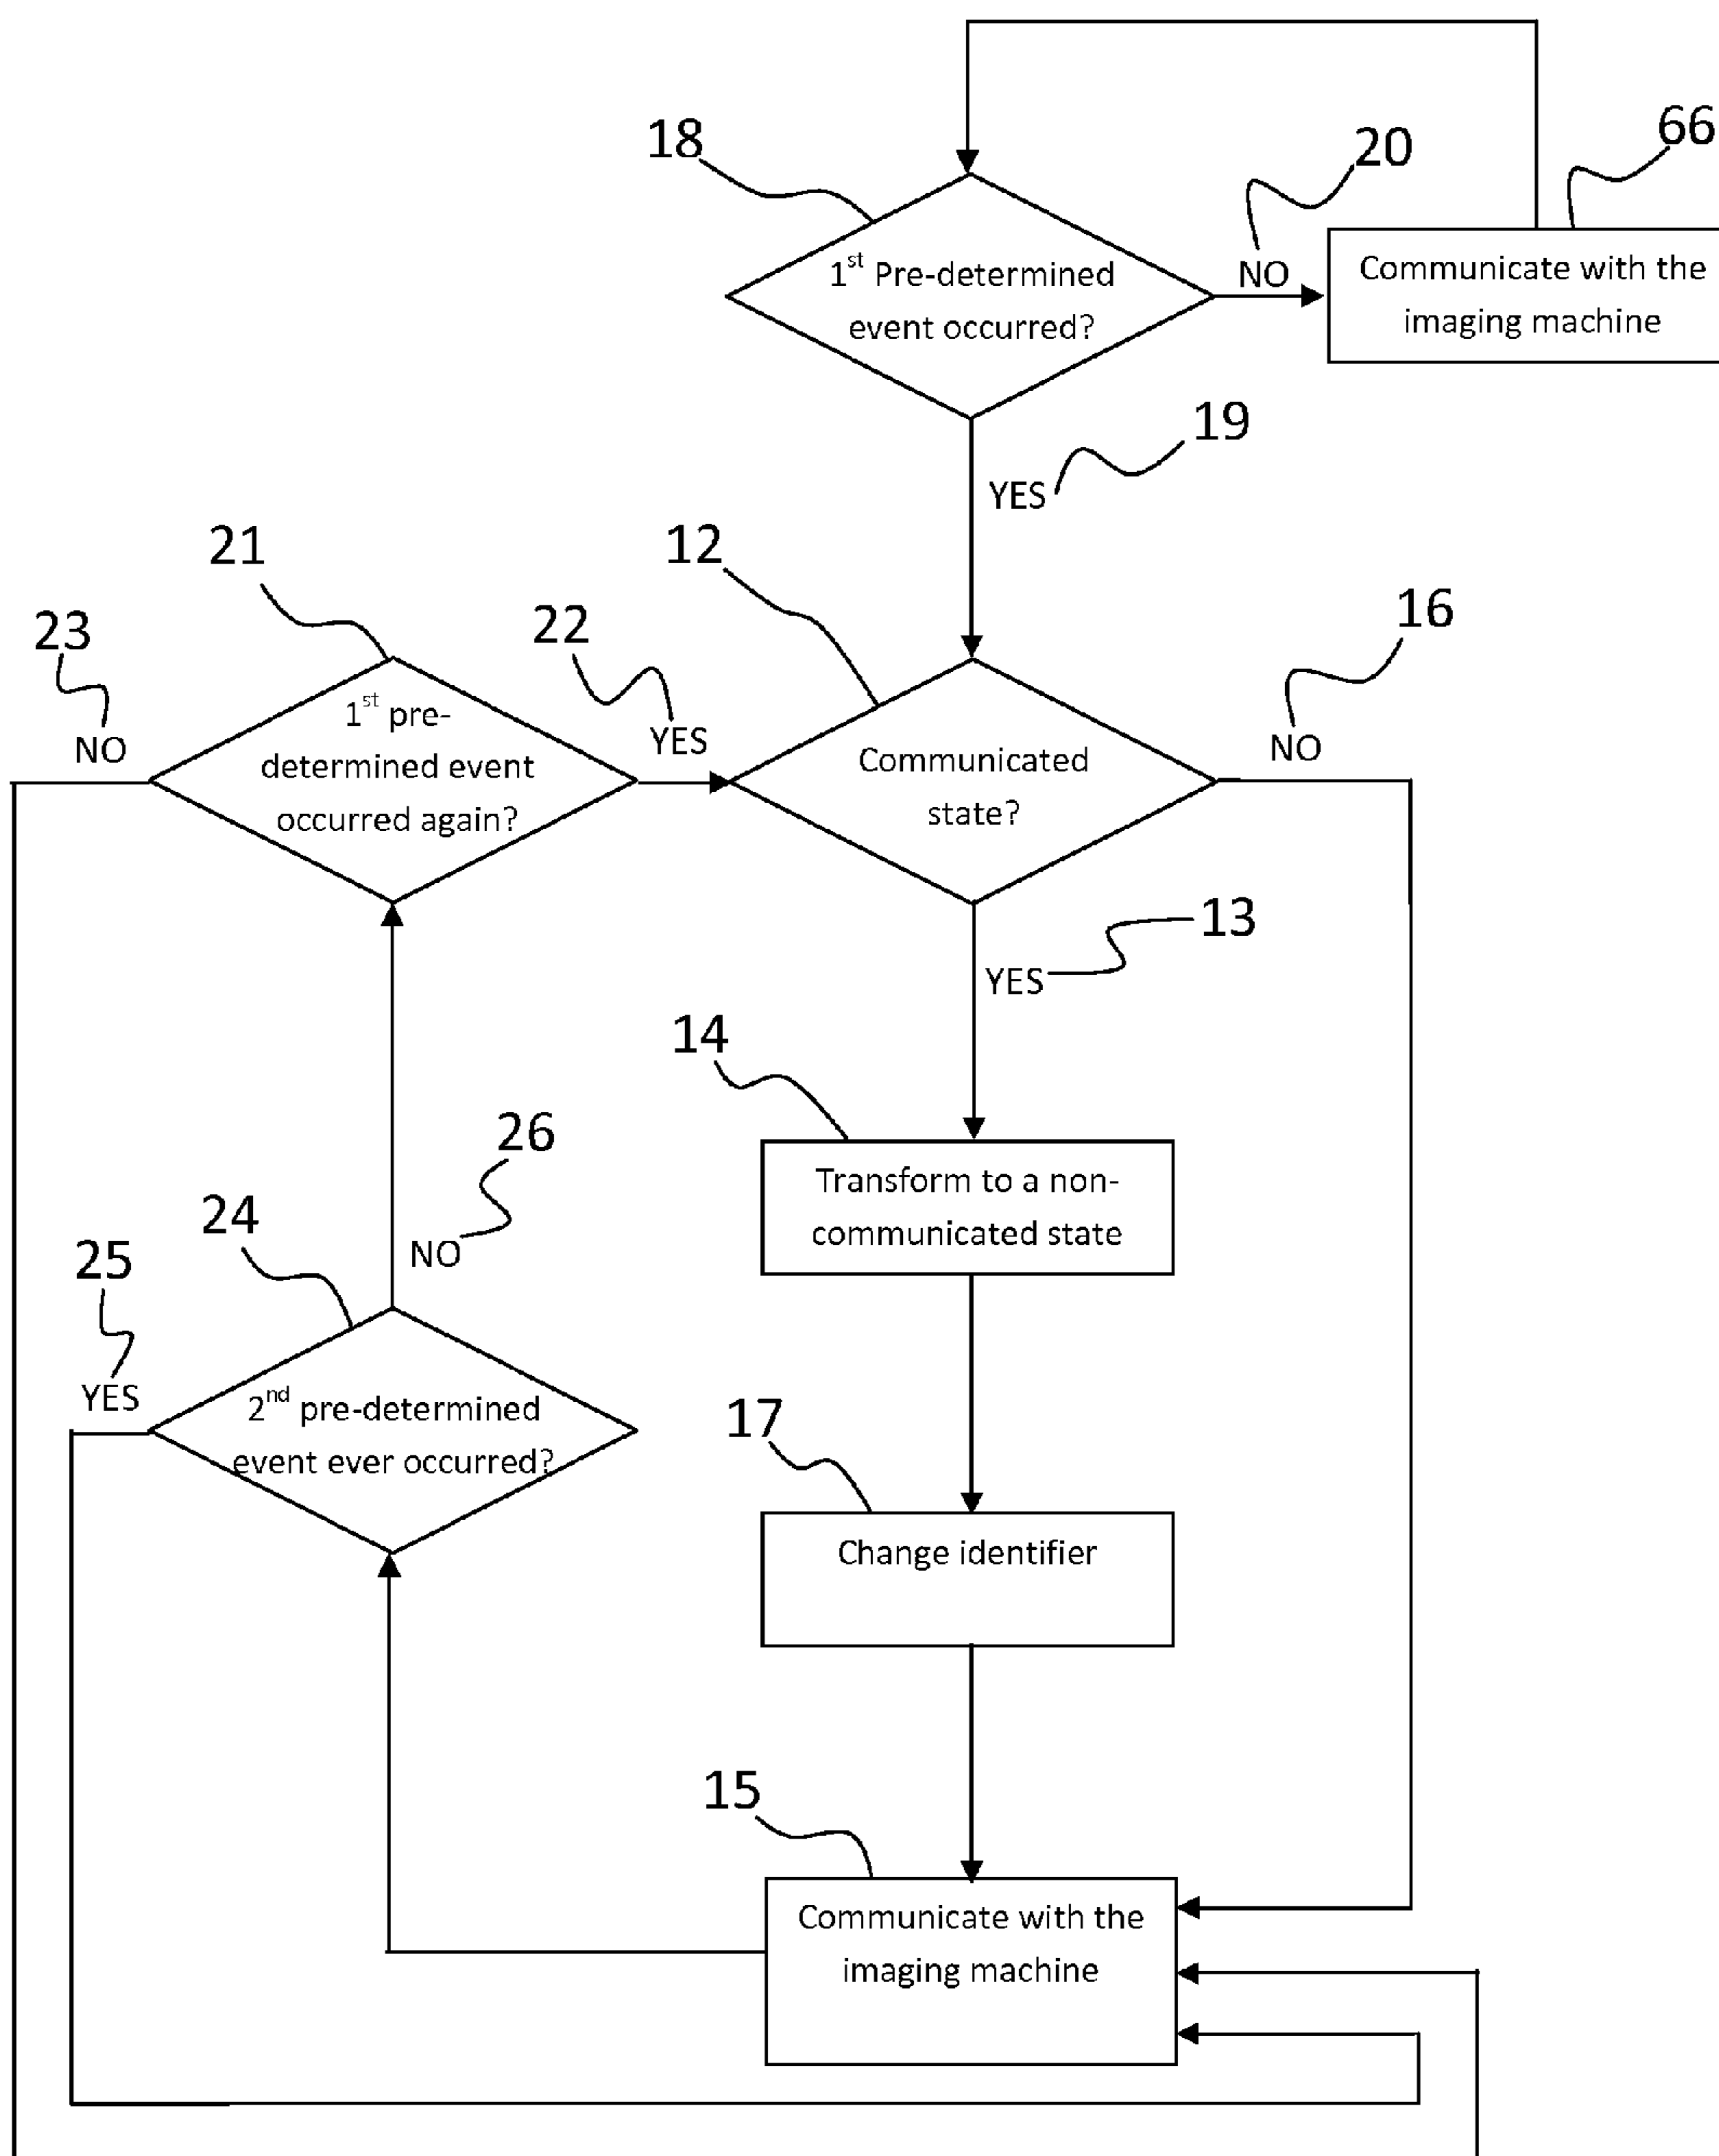 18
20
66
1st Pre-determined
event occurred?
NO
Communicate with the
imaging machine
19
YES
21
12
23
22
16
NO
1st pre-
determined event
occurred again?
YES
Communicated
state?
NO
13
YES
14
Transform to a non-
communicated state
26
NO
24
25
YES
2nd pre-determined
event ever occurred?
17
Change identifier
15
Communicate with the
imaging machine